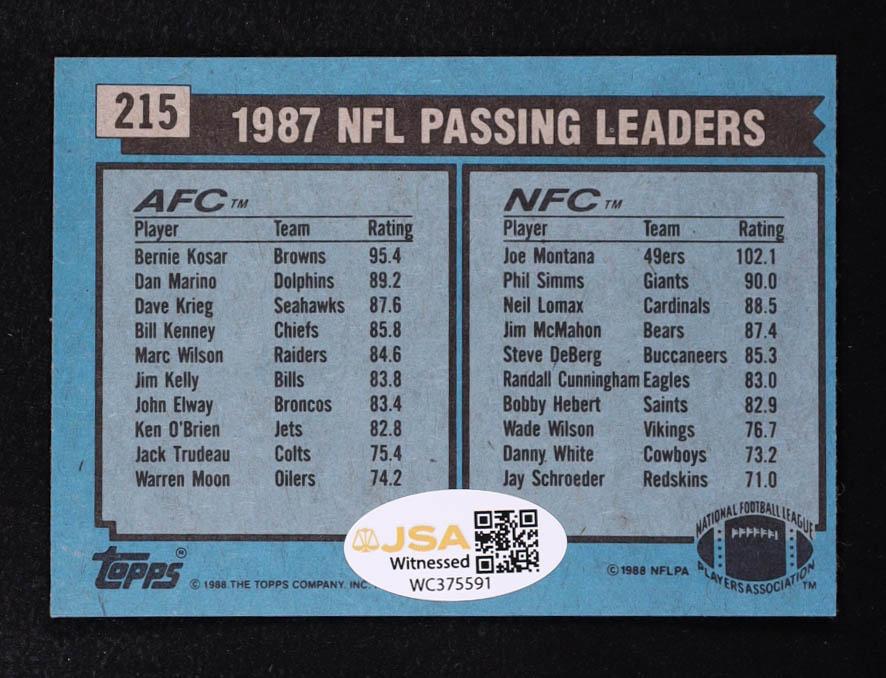 215
1987 NFL PASSING LEADERS
AFC TM
Player Team Rating
Bernie Kosar Browns 95.4
Dan Marino Dolphins 89.2
Dave Krieg Seahawks 87.6
Bill Kenney Chiefs 85.8
Marc Wilson Raiders 84.6
Jim Kelly Bills 83.8
John Elway Broncos 83.4
Ken O'Brien Jets 82.8
Jack Trudeau Colts 75.4
Warren Moon Oilers 74.2
NFC TM
Player Team Rating
Joe Montana 49ers 102.1
Phil Simms Giants 90.0
Neil Lomax Cardinals 88.5
Jim McMahon Bears 87.4
Steve DeBerg Buccaneers 85.3
Randall Cunningham Eagles 83.0
Bobby Hebert Saints 82.9
Wade Wilson Vikings 76.7
Danny White Cowboys 73.2
Jay Schroeder Redskins 71.0
topps ®
© 1988 THE TOPPS COMPANY, INC.
JSA
Witnessed
WC375591
© 1988 NFLPA
NATIONAL FOOTBALL LEAGUE
PLAYERS ASSOCIATION TM